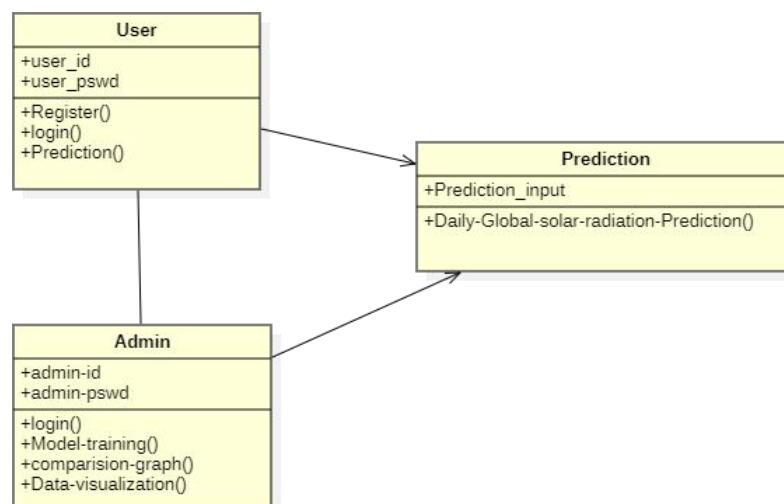 User
+user_id
+user_pswd
+Register()
+login()
+Prediction()
Prediction
+Prediction_input
+Daily-Global-solar-radiation-Prediction()
Admin
+admin-id
+admin-pswd
+login()
+Model-training()
+comparision-graph()
+Data-visualization()